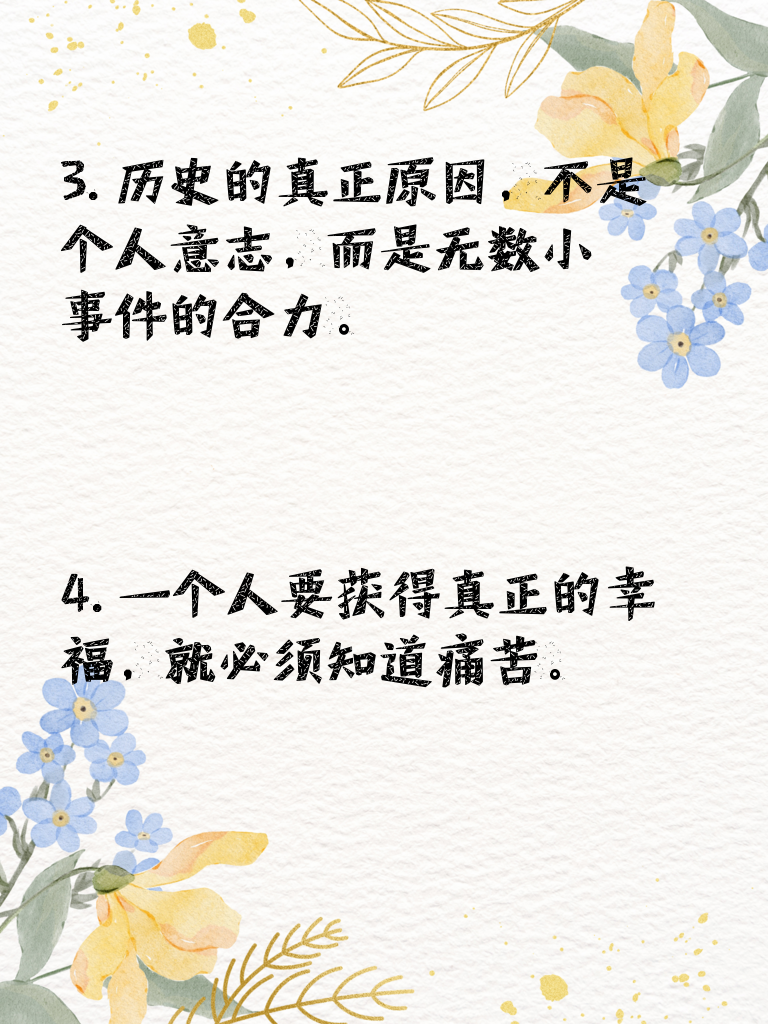 3. 历史的真正原因，不是
个人意志，而是无数小
事件的合力。
4. 一个人要获得真正的幸
福，就必须知道痛苦。